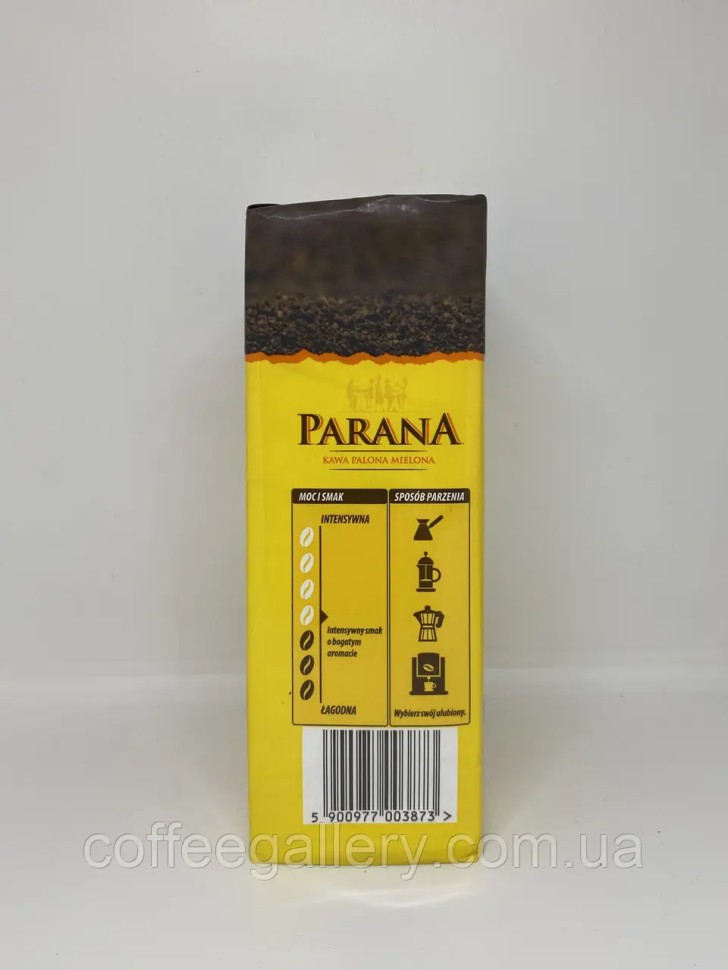 PARANA
KAWA PALONA MIELONA
MOC I SMAK
INTENSYWNA
Intensywny smak
o bogatym
aromacie
ŁAGODNA
SPOSÓB PARZENIA
Wybierz swój ulubiony.
5 900977 003873 >
coffeegallery.com.ua